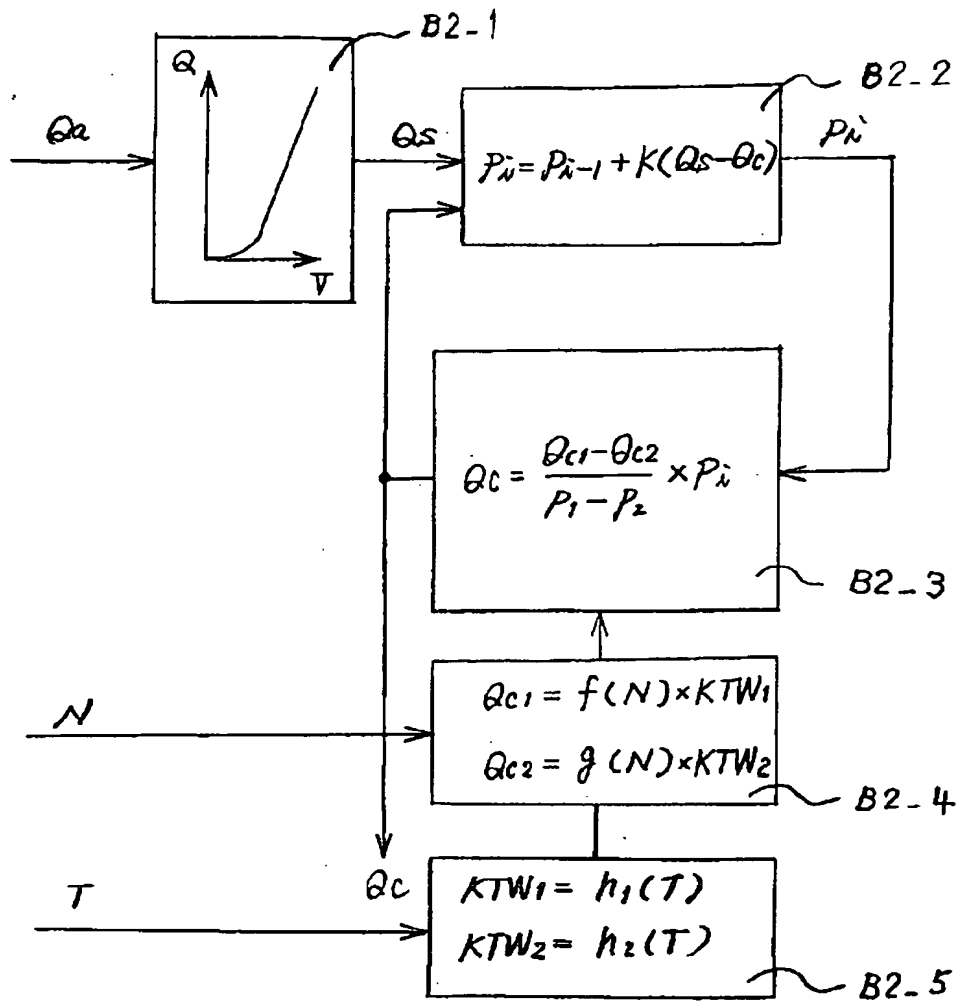 B2-1
Q
V
Qa
Qs
B2-2
Pi = Pi-1 + K(Qs-Qc)
Pi
Qc = Qc1-Qc2 / P1-P2 × Pi
B2-3
N
Qc1 = f(N)×KTW1
Qc2 = g(N)×KTW2
B2-4
Qc
T
KTW1 = h1(T)
KTW2 = h2(T)
B2-5